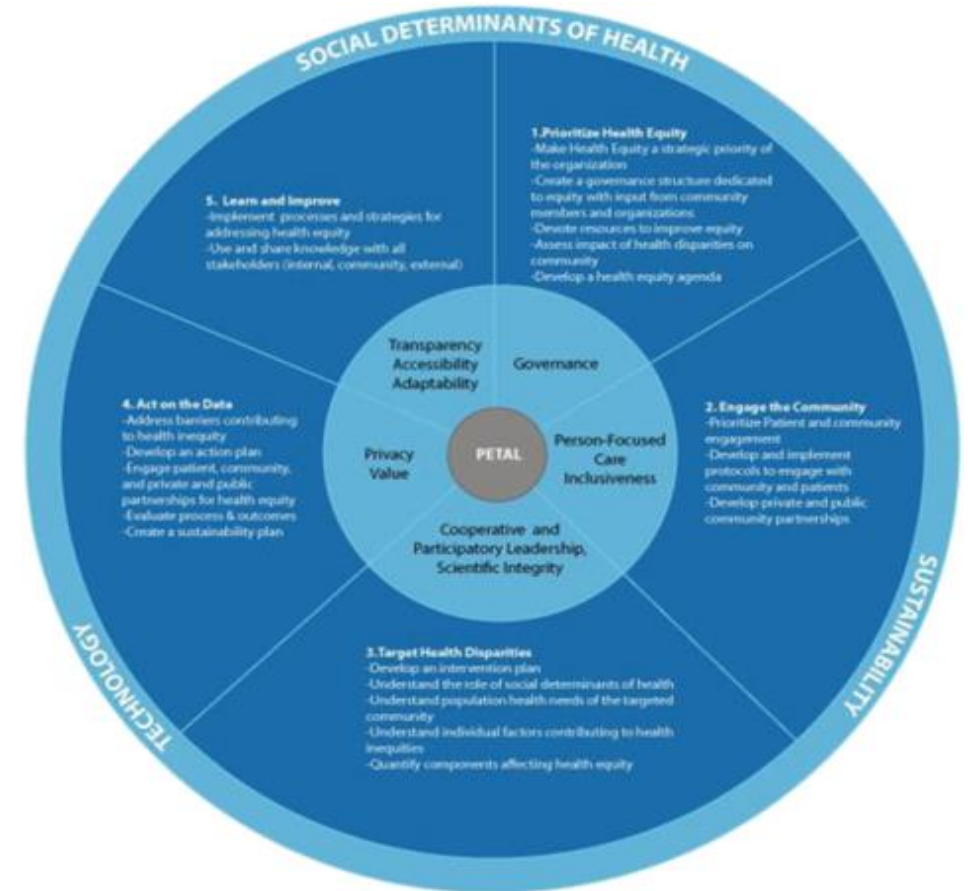 SOCIAL DETERMINANTS OF HEALTH
1.Prioritize Health Equity
-Make Health Equity a strategic priority of
the organization
-Create a governance structure dedicated
to equity with input from community
members and organizations
-Devote resources to improve equity
-Assess impact of health disparities on
community
-Develop a health equity agenda
2. Engage the Community
-Prioritize Patient and community
engagement
-Develop and implement
protocols to engage with
community and patients
-Develop private and public
community partnerships
3.Target Health Disparities
-Develop an intervention plan
-Understand the role of social determinants of health
-Understand population health needs of the targeted
community
-Understand individual factors contributing to health
inequities
-Quantify components affecting health equity
4. Act on the Data
-Address barriers contributing
to health inequity
-Develop an action plan
-Engage patient, community,
and private and public
partnerships for health equity
-Evaluate process & outcomes
-Create a sustainability plan
5. Learn and Improve
-Implement processes and strategies for
addressing health equity
-Use and share knowledge with all
stakeholders (internal, community, external)
Governance
Person-Focused
Care
Inclusiveness
Cooperative and
Participatory Leadership,
Scientific Integrity
Privacy
Value
Transparency
Accessibility
Adaptability
PETAL
SUSTAINABILITY
TECHNOLOGY